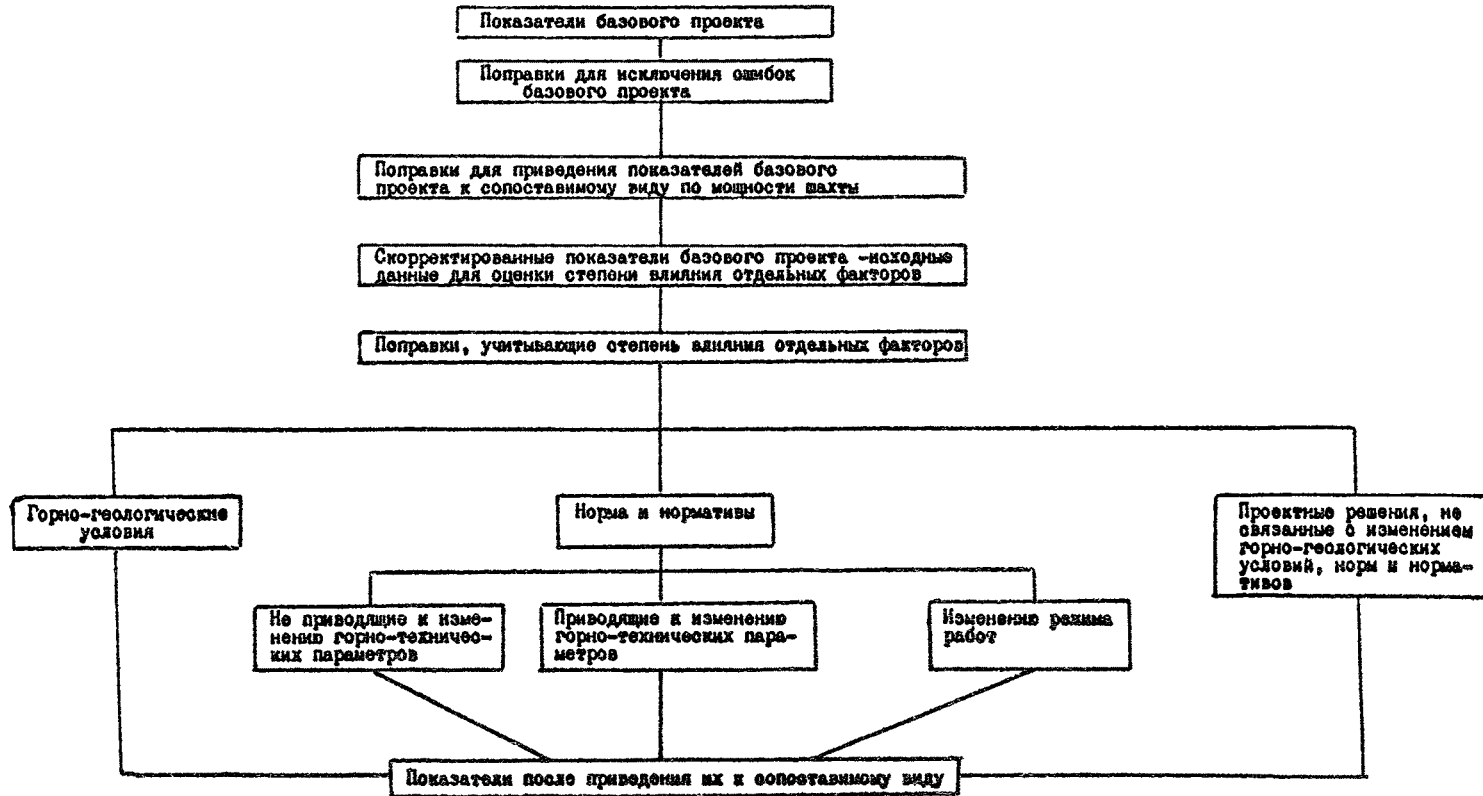 Показатели базового проекта
Поправки для исключения ошибок
базового проекта
Поправки для приведения показателей базового
проекта к сопоставимому виду по мощности шахты
Скорректированные показатели базового проекта -исходные
данные для оценки степени влияния отдельных факторов
Поправки, учитывающие степень влияния отдельных факторов
Горно-геологические
условия
Норма и нормативы
Проектные решения, не
связанные с изменением
горно-геологических
условий, норм и норма-
тивов
Не приводящие к изме-
нению горно-техничес-
ких параметров
Приводящие к изменению
горно-технических пара-
метров
Изменению режима
работ
Показатели после приведения их к сопоставимому виду